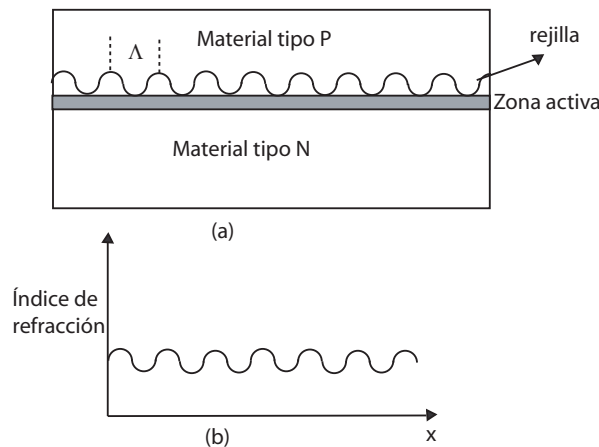 Material tipo P
Λ
rejilla
Zona activa
Material tipo N
(a)
Índice de
refracción
(b)
x